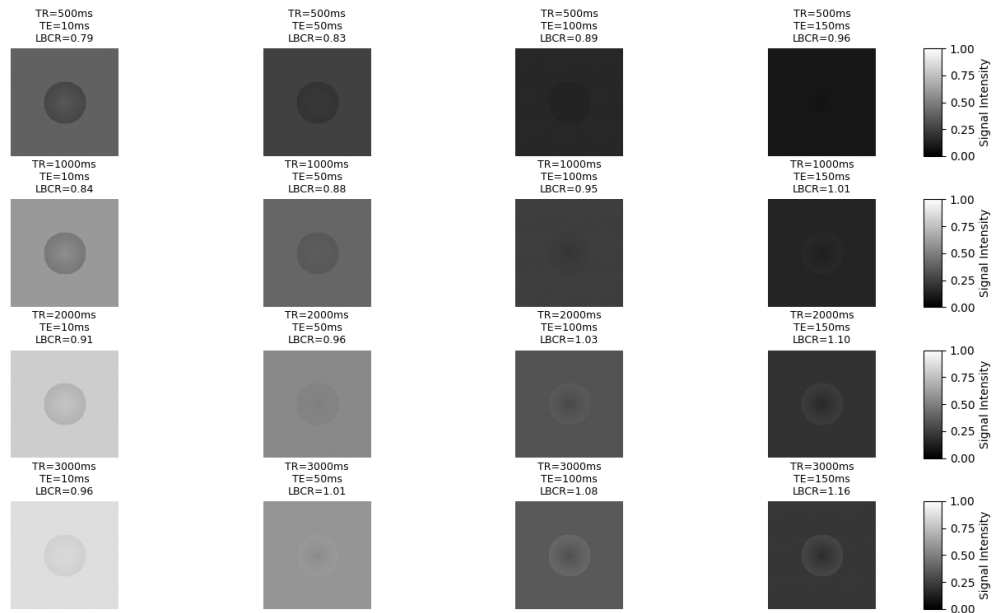 TR=500ms
TE=10ms
LBCR=0.79
TR=500ms
TE=50ms
LBCR=0.83
TR=500ms
TE=100ms
LBCR=0.89
TR=500ms
TE=150ms
LBCR=0.96
1.00
0.75
0.50
0.25
0.00
Signal Intensity
TR=1000ms
TE=10ms
LBCR=0.84
TR=1000ms
TE=50ms
LBCR=0.88
TR=1000ms
TE=100ms
LBCR=0.95
TR=1000ms
TE=150ms
LBCR=1.01
1.00
0.75
0.50
0.25
0.00
Signal Intensity
TR=2000ms
TE=10ms
LBCR=0.91
TR=2000ms
TE=50ms
LBCR=0.96
TR=2000ms
TE=100ms
LBCR=1.03
TR=2000ms
TE=150ms
LBCR=1.10
1.00
0.75
0.50
0.25
0.00
Signal Intensity
TR=3000ms
TE=10ms
LBCR=0.96
TR=3000ms
TE=50ms
LBCR=1.01
TR=3000ms
TE=100ms
LBCR=1.08
TR=3000ms
TE=150ms
LBCR=1.16
1.00
0.75
0.50
0.25
0.00
Signal Intensity